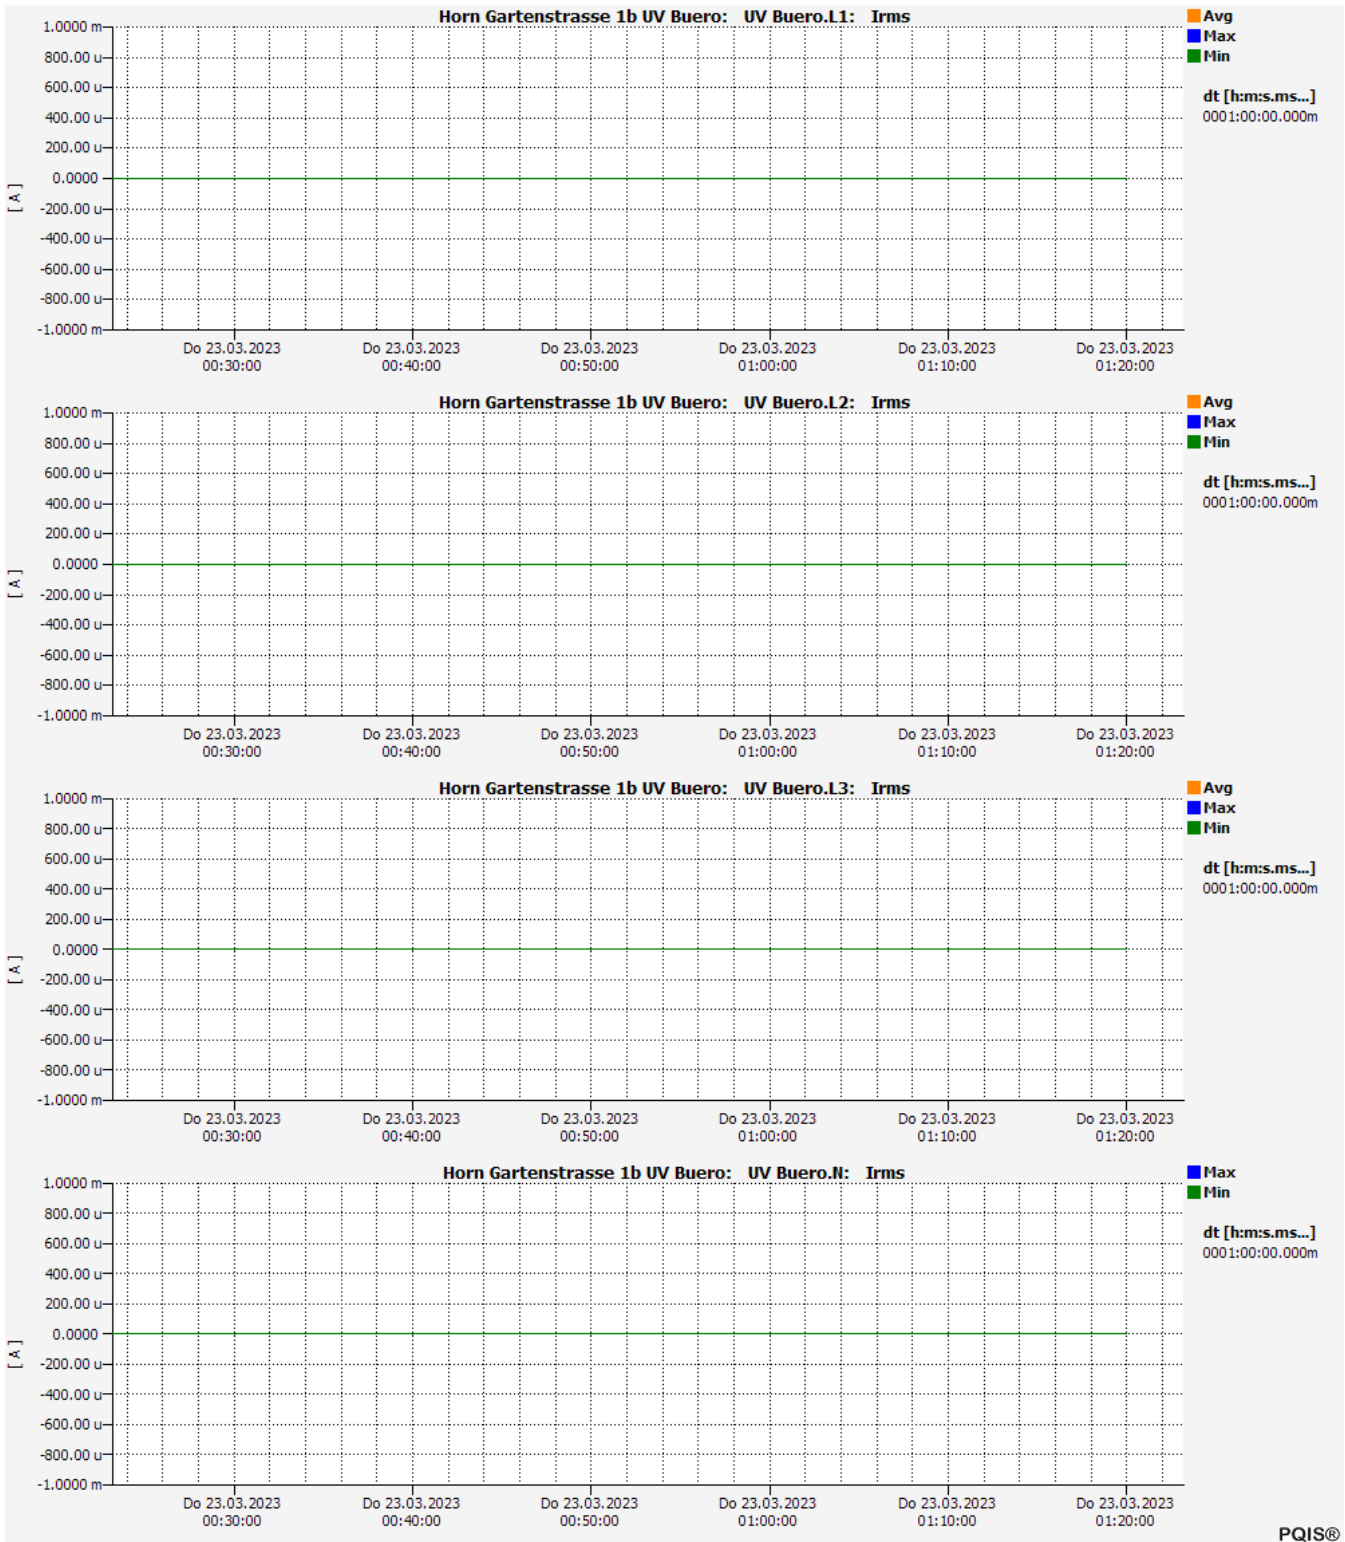 Horn Gartenstrasse 1b UV Buero: UV Buero.L1: Irms
Avg
Max
Min
dt [h:m:s.ms...]
0001:00:00.000m
1.0000 m
800.00 u
600.00 u
400.00 u
200.00 u
0.0000
-200.00 u
-400.00 u
-600.00 u
-800.00 u
-1.0000 m
[ A ]
Do 23.03.2023 Do 23.03.2023 Do 23.03.2023 Do 23.03.2023 Do 23.03.2023 Do 23.03.2023
00:30:00 00:40:00 00:50:00 01:00:00 01:10:00 01:20:00
Horn Gartenstrasse 1b UV Buero: UV Buero.L2: Irms
Avg
Max
Min
dt [h:m:s.ms...]
0001:00:00.000m
1.0000 m
800.00 u
600.00 u
400.00 u
200.00 u
0.0000
-200.00 u
-400.00 u
-600.00 u
-800.00 u
-1.0000 m
[ A ]
Do 23.03.2023 Do 23.03.2023 Do 23.03.2023 Do 23.03.2023 Do 23.03.2023 Do 23.03.2023
00:30:00 00:40:00 00:50:00 01:00:00 01:10:00 01:20:00
Horn Gartenstrasse 1b UV Buero: UV Buero.L3: Irms
Avg
Max
Min
dt [h:m:s.ms...]
0001:00:00.000m
1.0000 m
800.00 u
600.00 u
400.00 u
200.00 u
0.0000
-200.00 u
-400.00 u
-600.00 u
-800.00 u
-1.0000 m
[ A ]
Do 23.03.2023 Do 23.03.2023 Do 23.03.2023 Do 23.03.2023 Do 23.03.2023 Do 23.03.2023
00:30:00 00:40:00 00:50:00 01:00:00 01:10:00 01:20:00
Horn Gartenstrasse 1b UV Buero: UV Buero.N: Irms
Max
Min
dt [h:m:s.ms...]
0001:00:00.000m
1.0000 m
800.00 u
600.00 u
400.00 u
200.00 u
0.0000
-200.00 u
-400.00 u
-600.00 u
-800.00 u
-1.0000 m
[ A ]
Do 23.03.2023 Do 23.03.2023 Do 23.03.2023 Do 23.03.2023 Do 23.03.2023 Do 23.03.2023
00:30:00 00:40:00 00:50:00 01:00:00 01:10:00 01:20:00
PQIS®